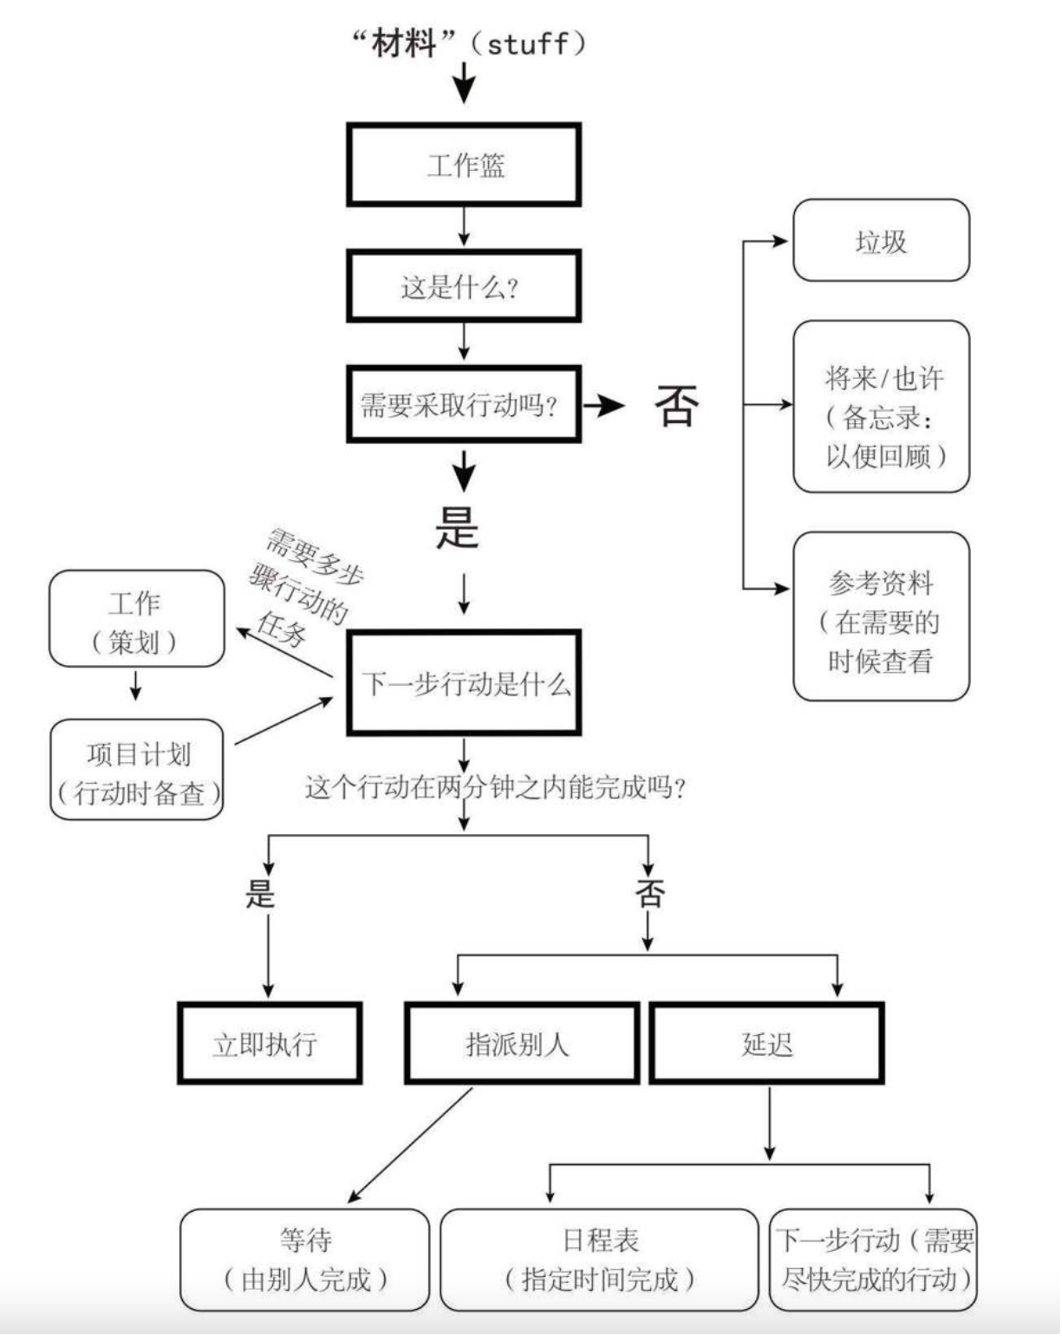 “材料”（stuff）
工作篮
这是什么？
需要采取行动吗？
否
垃圾
将来/也许
（备忘录：
以便回顾）
参考资料
（在需要的
时候查看
是
需要多步
骤行动的
任务
工作
（策划）
项目计划
（行动时备查）
下一步行动是什么
这个行动在两分钟之内能完成吗？
是
否
立即执行
指派别人
延迟
等待
（由别人完成）
日程表
（指定时间完成）
下一步行动（需要
尽快完成的行动）